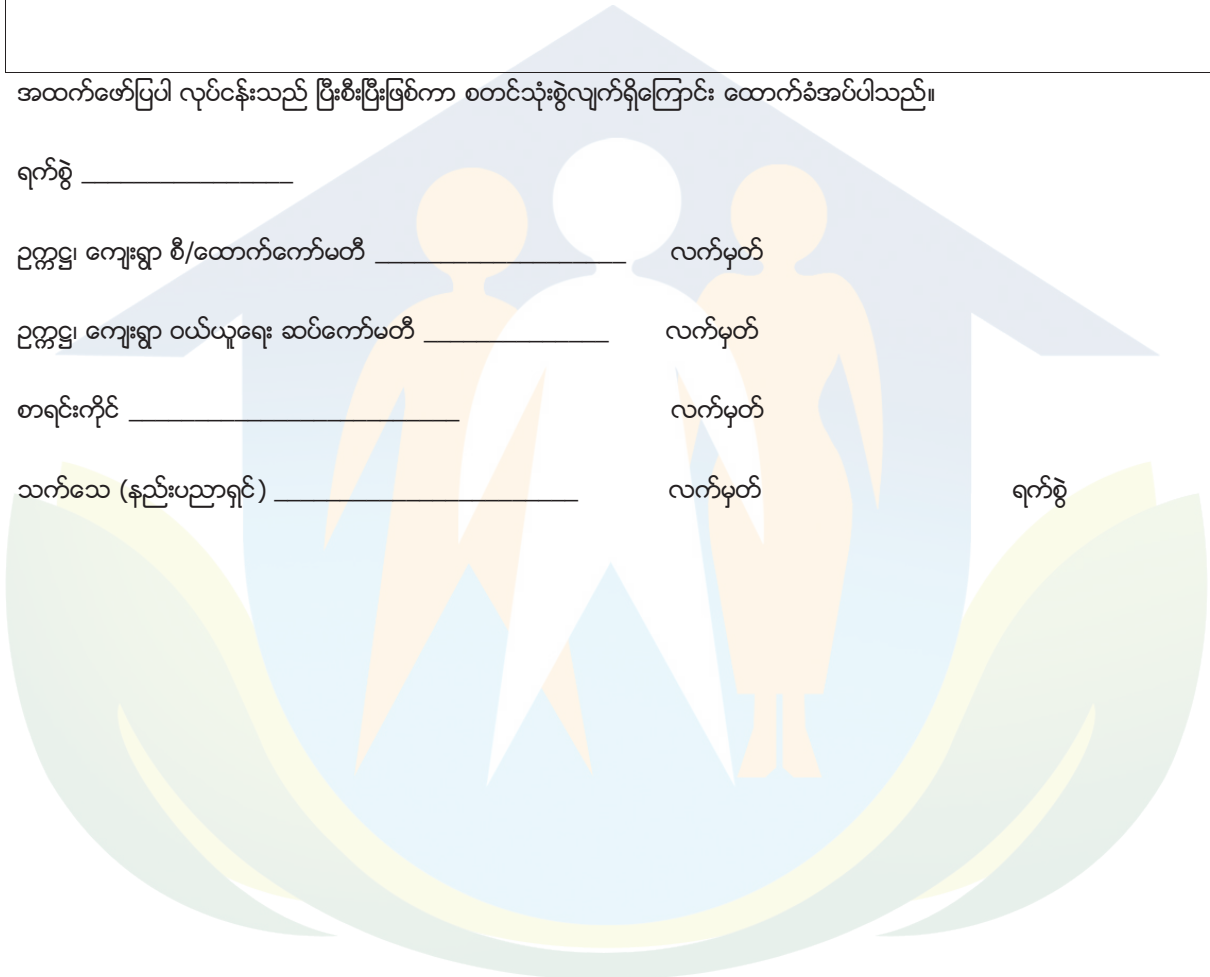 အထက်ဖော်ပြပါ လုပ်ငန်းသည် ပြီးစီးပြီးဖြစ်ကာ စတင်သုံးစွဲလျက်ရှိကြောင်း ထောက်ခံအပ်ပါသည်။
ရက်စွဲ ________________
ဥက္ကဋ္ဌ၊ ကျေးရွာ စီ/ထောက်ကော်မတီ ___________________ လက်မှတ်
ဥက္ကဋ္ဌ၊ ကျေးရွာ ဝယ်ယူရေး ဆပ်ကော်မတီ ______________ လက်မှတ်
စာရင်းကိုင် _________________________ လက်မှတ်
သက်သေ (နည်းပညာရှင်) _______________________ လက်မှတ် ရက်စွဲ